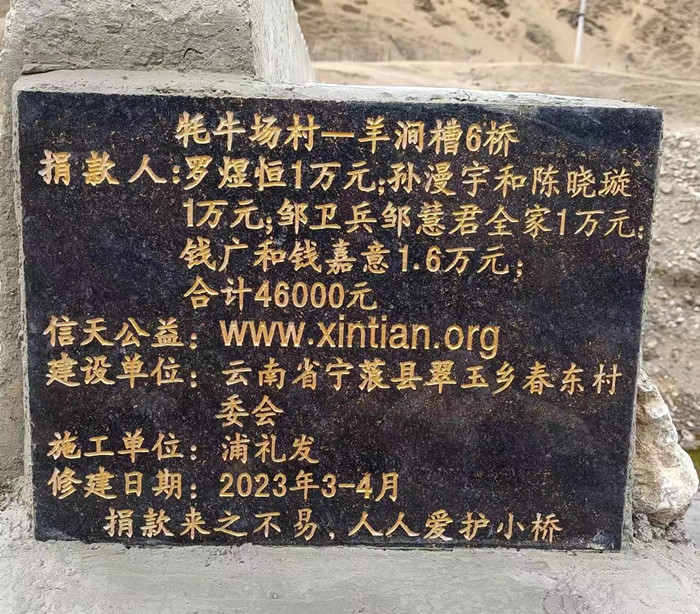 牦牛场村—羊涧槽6桥
捐款人:罗煜恒1万元;孙漫宇和陈晓璇
1万元;邹卫兵邹慧君全家1万元;
钱广和钱嘉意1.6万元;
合计46000元
信天公益：www.xintian.org
建设单位：云南省宁蒗县翠玉乡春东村
委会
施工单位：浦礼发
修建日期：2023年3-4月
捐款来之不易,人人爱护小桥